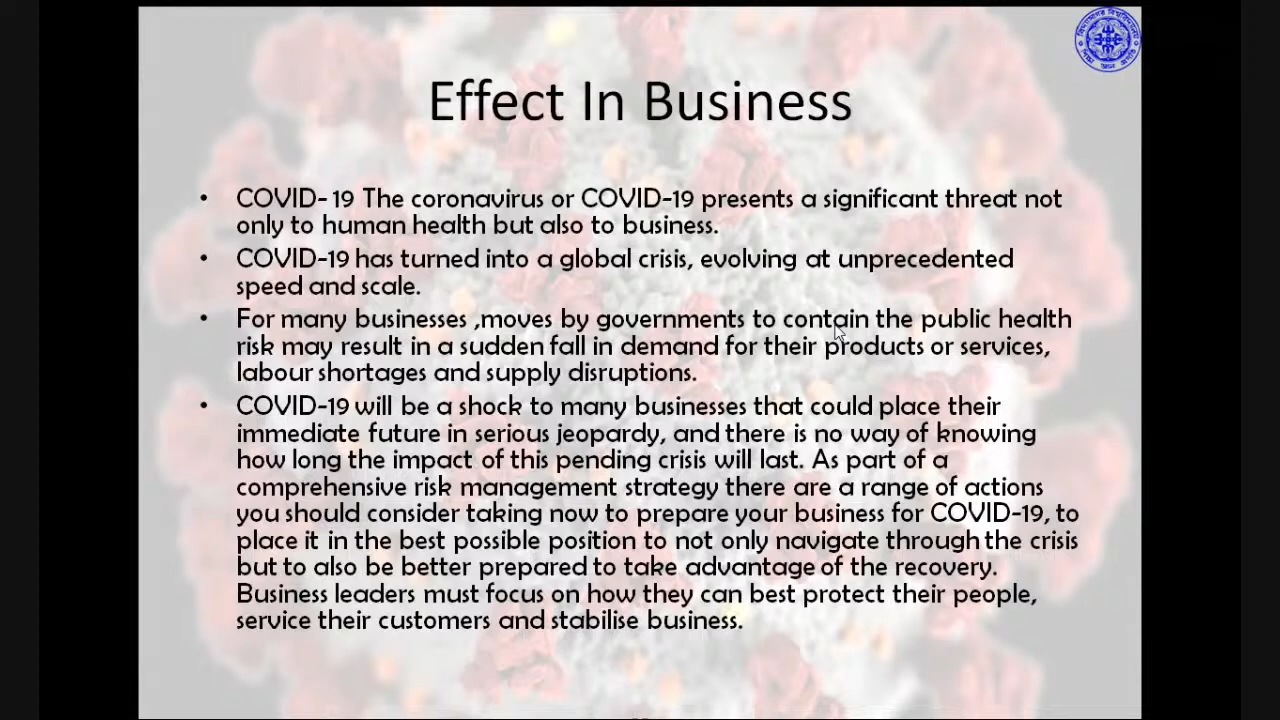 Effect In Business
• COVID- 19 The coronavirus or COVID-19 presents a significant threat not
only to human health but also to business.
• COVID-19 has turned into a global crisis, evolving at unprecedented
speed and scale.
• For many businesses ,moves by governments to contain the public health
risk may result in a sudden fall in demand for their products or services,
labour shortages and supply disruptions.
• COVID-19 will be a shock to many businesses that could place their
immediate future in serious jeopardy, and there is no way of knowing
how long the impact of this pending crisis will last. As part of a
comprehensive risk management strategy there are a range of actions
you should consider taking now to prepare your business for COVID-19, to
place it in the best possible position to not only navigate through the crisis
but to also be better prepared to take advantage of the recovery.
Business leaders must focus on how they can best protect their people,
service their customers and stabilise business.